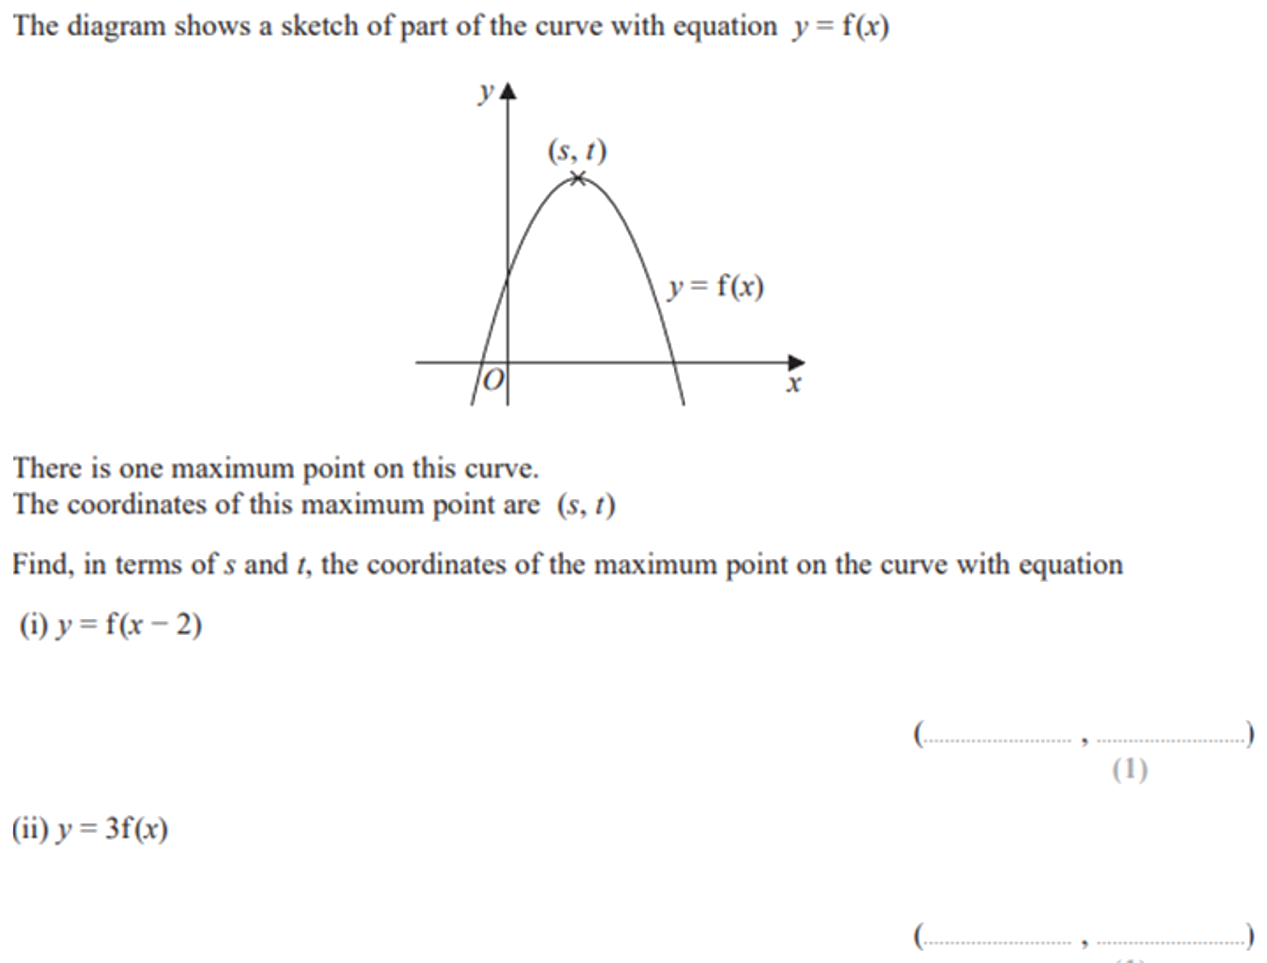 The diagram shows a sketch of part of the curve with equation y = f(x)
y
(s, t)
y = f(x)
O
x
There is one maximum point on this curve.
The coordinates of this maximum point are (s, t)
Find, in terms of s and t, the coordinates of the maximum point on the curve with equation
(i) y = f(x − 2)
(.............................. , ..............................)
(1)
(ii) y = 3f(x)
(.............................. , ..............................)